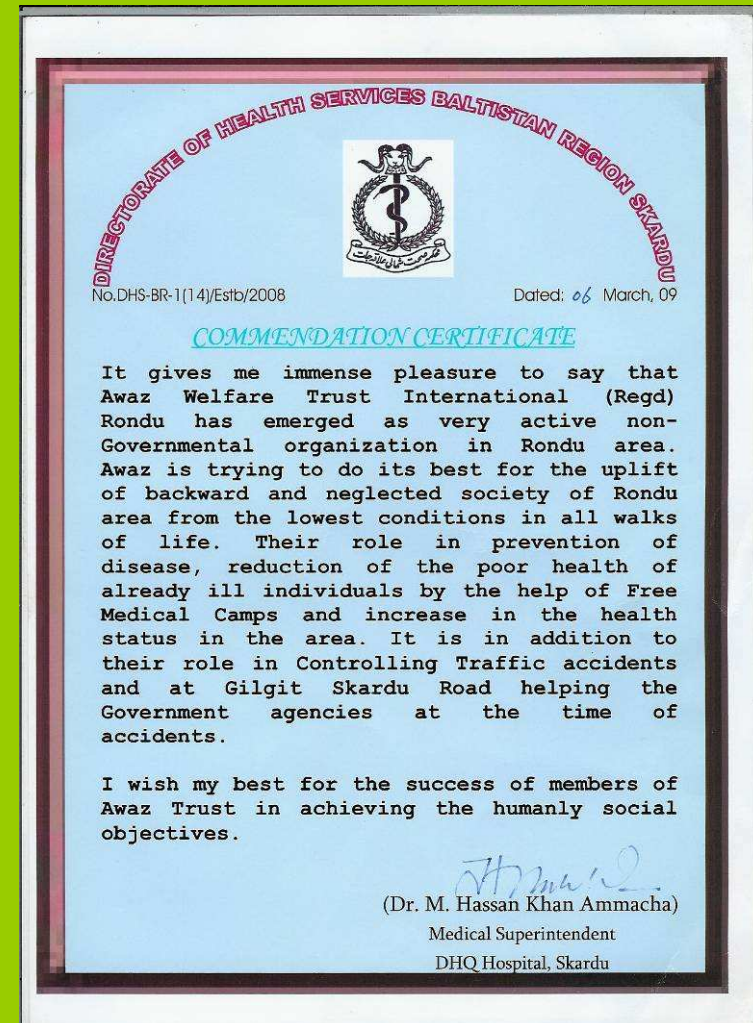 DIRECTORATE OF HEALTH SERVICES BALTISTAN REGION SKARDU
محکمہ صحت شمالی علاقہ جات
No.DHS-BR-1(14)/Estb/2008
Dated: 06 March, 09
COMMENDATION CERTIFICATE
It gives me immense pleasure to say that
Awaz Welfare Trust International (Regd)
Rondu has emerged as very active non-
Governmental organization in Rondu area.
Awaz is trying to do its best for the uplift
of backward and neglected society of Rondu
area from the lowest conditions in all walks
of life. Their role in prevention of
disease, reduction of the poor health of
already ill individuals by the help of Free
Medical Camps and increase in the health
status in the area. It is in addition to
their role in Controlling Traffic accidents
and at Gilgit Skardu Road helping the
Government agencies at the time of
accidents.
I wish my best for the success of members of
Awaz Trust in achieving the humanly social
objectives.
(Dr. M. Hassan Khan Ammacha)
Medical Superintendent
DHQ Hospital, Skardu